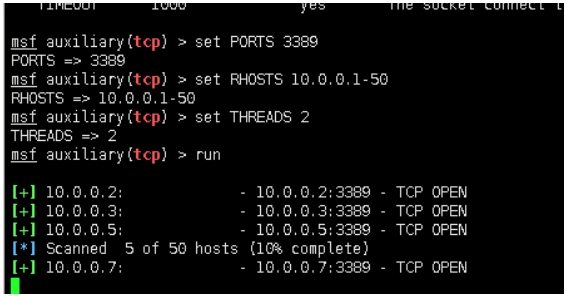 TIMEOUT 1000 yes The socket connect t
msf auxiliary(tcp) > set PORTS 3389
PORTS => 3389
msf auxiliary(tcp) > set RHOSTS 10.0.0.1-50
RHOSTS => 10.0.0.1-50
msf auxiliary(tcp) > set THREADS 2
THREADS => 2
msf auxiliary(tcp) > run
[+] 10.0.0.2: - 10.0.0.2:3389 - TCP OPEN
[+] 10.0.0.3: - 10.0.0.3:3389 - TCP OPEN
[+] 10.0.0.5: - 10.0.0.5:3389 - TCP OPEN
[*] Scanned 5 of 50 hosts (10% complete)
[+] 10.0.0.7: - 10.0.0.7:3389 - TCP OPEN